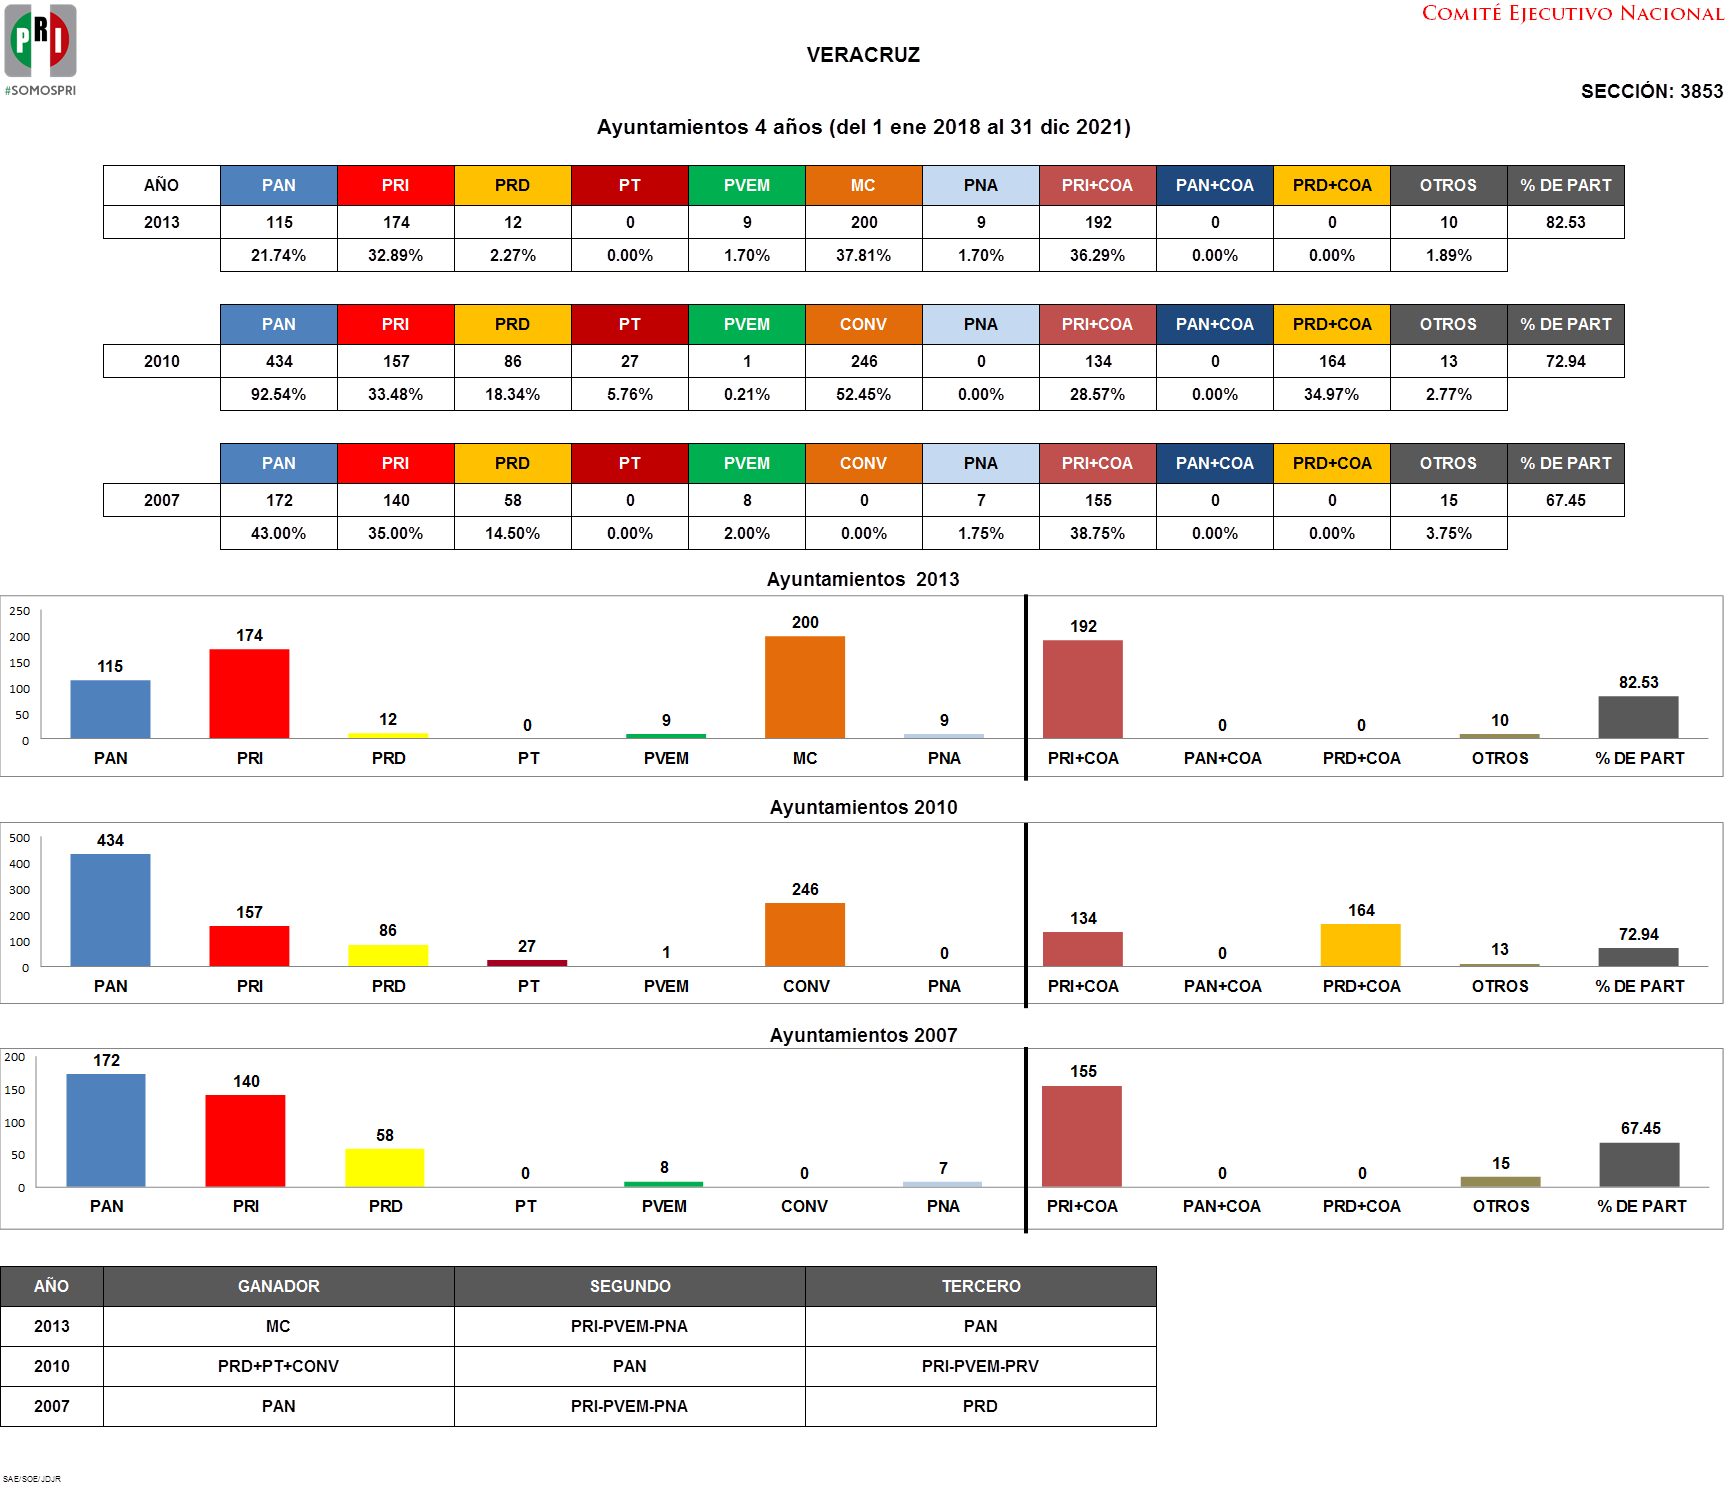 PRI
#SOMOSPRI
COMITÉ EJECUTIVO NACIONAL
VERACRUZ
SECCIÓN: 3853
Ayuntamientos 4 años (del 1 ene 2018 al 31 dic 2021)
AÑO PAN PRI PRD PT PVEM MC PNA PRI+COA PAN+COA PRD+COA OTROS % DE PART
2013 115 174 12 0 9 200 9 192 0 0 10 82.53
21.74% 32.89% 2.27% 0.00% 1.70% 37.81% 1.70% 36.29% 0.00% 0.00% 1.89%
PAN PRI PRD PT PVEM CONV PNA PRI+COA PAN+COA PRD+COA OTROS % DE PART
2010 434 157 86 27 1 246 0 134 0 164 13 72.94
92.54% 33.48% 18.34% 5.76% 0.21% 52.45% 0.00% 28.57% 0.00% 34.97% 2.77%
PAN PRI PRD PT PVEM CONV PNA PRI+COA PAN+COA PRD+COA OTROS % DE PART
2007 172 140 58 0 8 0 7 155 0 0 15 67.45
43.00% 35.00% 14.50% 0.00% 2.00% 0.00% 1.75% 38.75% 0.00% 0.00% 3.75%
Ayuntamientos 2013
250
200
150
100
50
0
115 174 12 0 9 200 9 192 0 0 10 82.53
PAN PRI PRD PT PVEM MC PNA PRI+COA PAN+COA PRD+COA OTROS % DE PART
Ayuntamientos 2010
500
400
300
200
100
0
434 157 86 27 1 246 0 134 0 164 13 72.94
PAN PRI PRD PT PVEM CONV PNA PRI+COA PAN+COA PRD+COA OTROS % DE PART
Ayuntamientos 2007
200
150
100
50
0
172 140 58 0 8 0 7 155 0 0 15 67.45
PAN PRI PRD PT PVEM CONV PNA PRI+COA PAN+COA PRD+COA OTROS % DE PART
AÑO GANADOR SEGUNDO TERCERO
2013 MC PRI-PVEM-PNA PAN
2010 PRD+PT+CONV PAN PRI-PVEM-PRV
2007 PAN PRI-PVEM-PNA PRD
SAE/SOE/JDJR